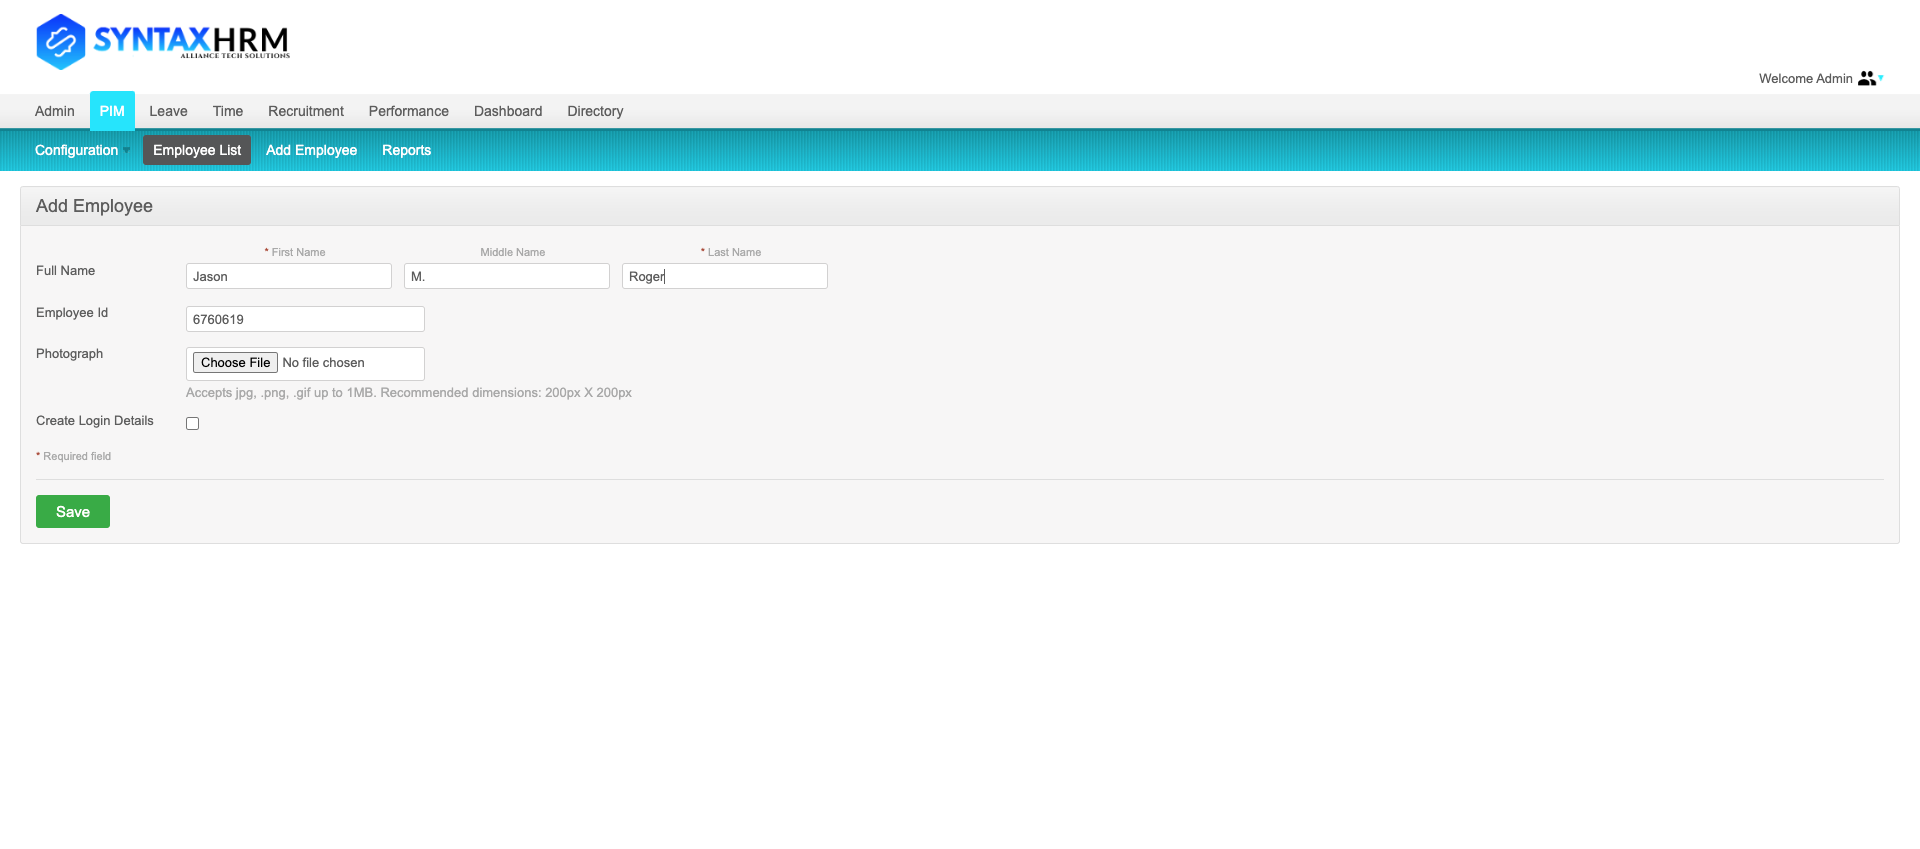 SYNTAXHRM
ALLIANCE TECH SOLUTIONS
Welcome Admin
Admin PIM Leave Time Recruitment Performance Dashboard Directory
Configuration Employee List Add Employee Reports
Add Employee
* First Name Middle Name * Last Name
Full Name Jason M. Roger
Employee Id 6760619
Photograph Choose File No file chosen
Accepts jpg, .png, .gif up to 1MB. Recommended dimensions: 200px X 200px
Create Login Details
* Required field
Save